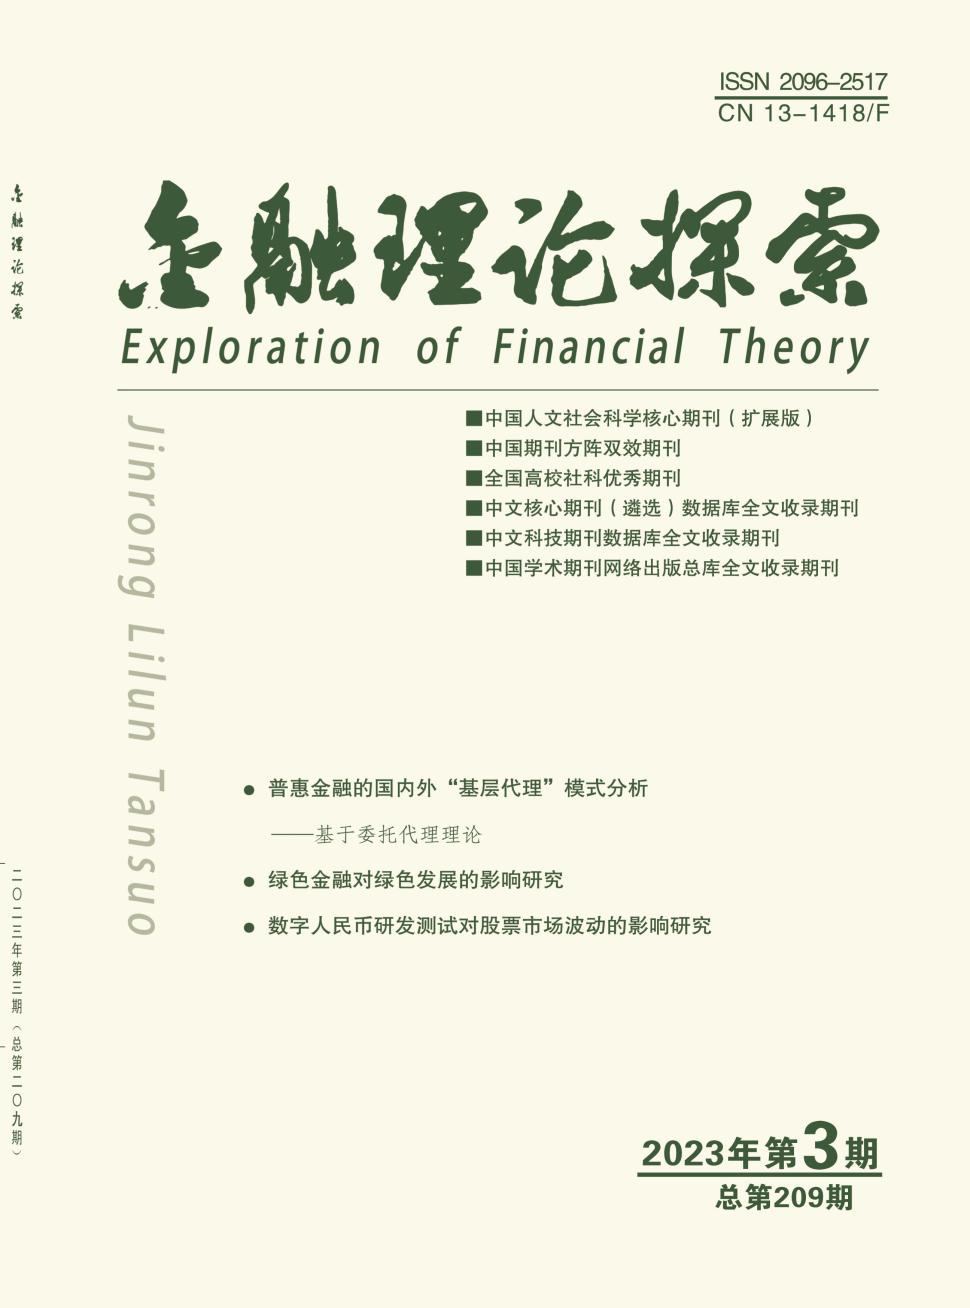 ISSN 2096-2517
CN 13-1418/F
金融理论探索
Exploration of Financial Theory
■中国人文社会科学核心期刊（扩展版）
■中国期刊方阵双效期刊
■全国高校社科优秀期刊
■中文核心期刊（遴选）数据库全文收录期刊
■中文科技期刊数据库全文收录期刊
■中国学术期刊网络出版总库全文收录期刊
Jinrong Lilun Tansuo
● 普惠金融的国内外“基层代理”模式分析
——基于委托代理理论
● 绿色金融对绿色发展的影响研究
● 数字人民币研发测试对股票市场波动的影响研究
2023年第3期
总第209期
金融理论探索
二〇二三年第三期（总第二〇九期）